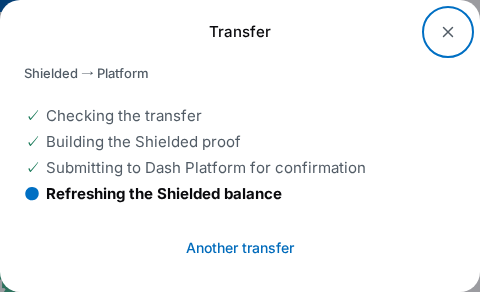 Transfer
Shielded → Platform
✓ Checking the transfer
✓ Building the Shielded proof
✓ Submitting to Dash Platform for confirmation
Refreshing the Shielded balance
Another transfer